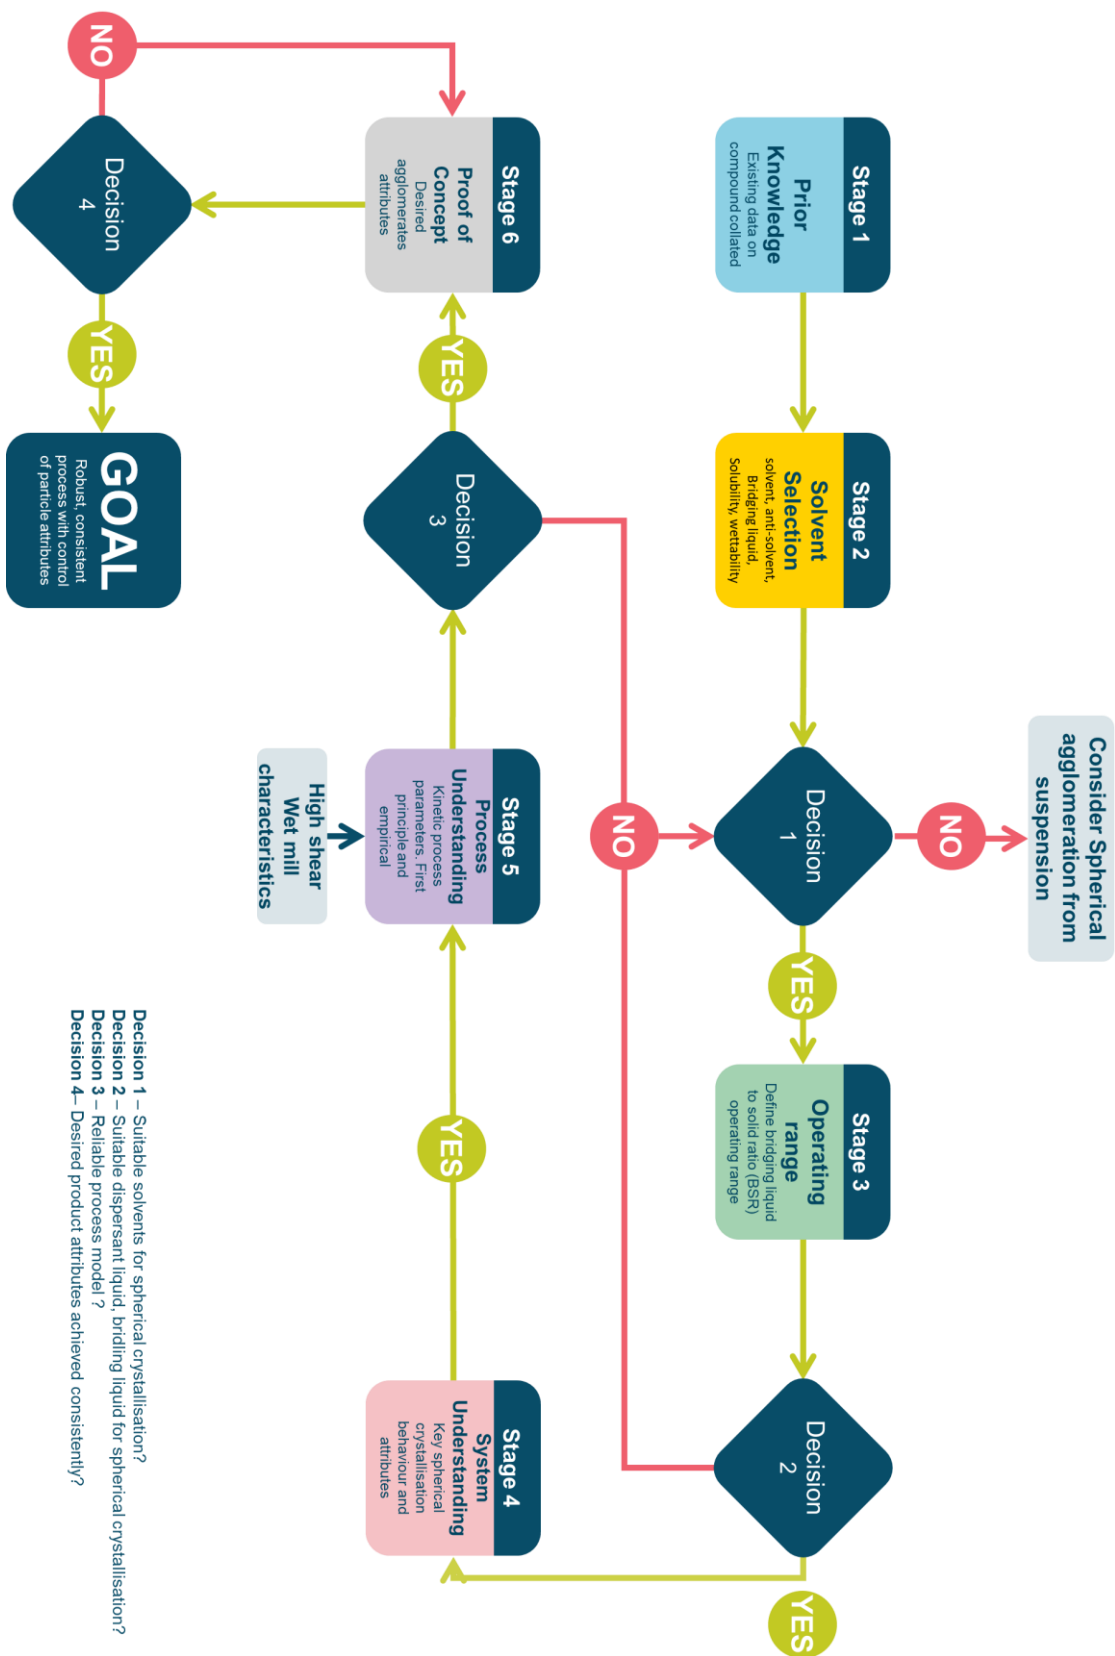 Stage 1
Prior
Knowledge
Existing data on
compound collated
Stage 2
Solvent
Selection
solvent, anti-solvent,
Bridging liquid,
Solubility, wettability
Decision
1
NO
Consider Spherical
agglomeration from
suspension
YES
Stage 3
Operating
range
Define bridging liquid
to solid ratio (BSR)
operating range
Decision
2
YES
NO
Stage 4
System
Understanding
Key spherical
crystallisation
behaviour and
attributes
YES
Stage 5
Process
Understanding
Kinetic process
parameters. First
principle and
empirical
High shear
Wet mill
characteristics
Decision
3
YES
Stage 6
Proof of
Concept
Desired
agglomerates
attributes
NO
Decision
4
YES
GOAL
Robust, consistent
process with control
of particle attributes
Decision 1 – Suitable solvents for spherical crystallisation?
Decision 2 – Suitable dispersant liquid, bridling liquid for spherical crystallisation?
Decision 3 – Reliable process model ?
Decision 4– Desired product attributes achieved consistently?